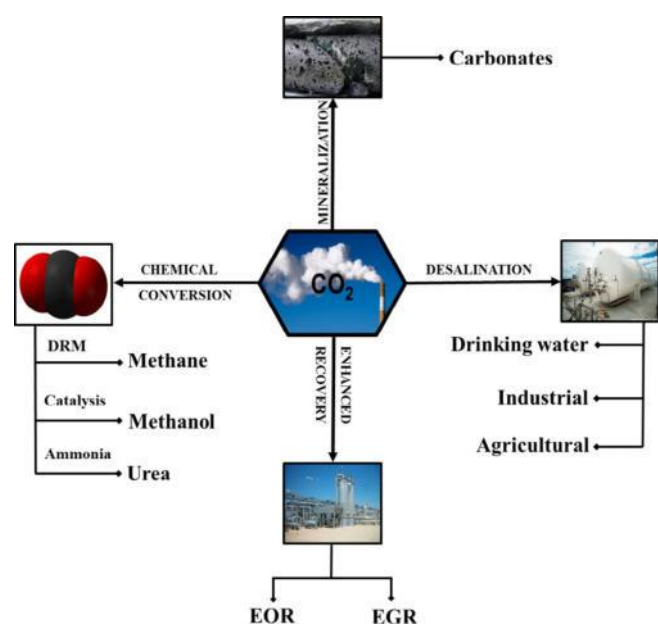 Carbonates
MINERALIZATION
CO₂
CHEMICAL
CONVERSION
DESALINATION
DRM
Methane
Catalysis
Methanol
Ammonia
Urea
Drinking water
Industrial
Agricultural
ENHANCED
RECOVERY
EOR
EGR